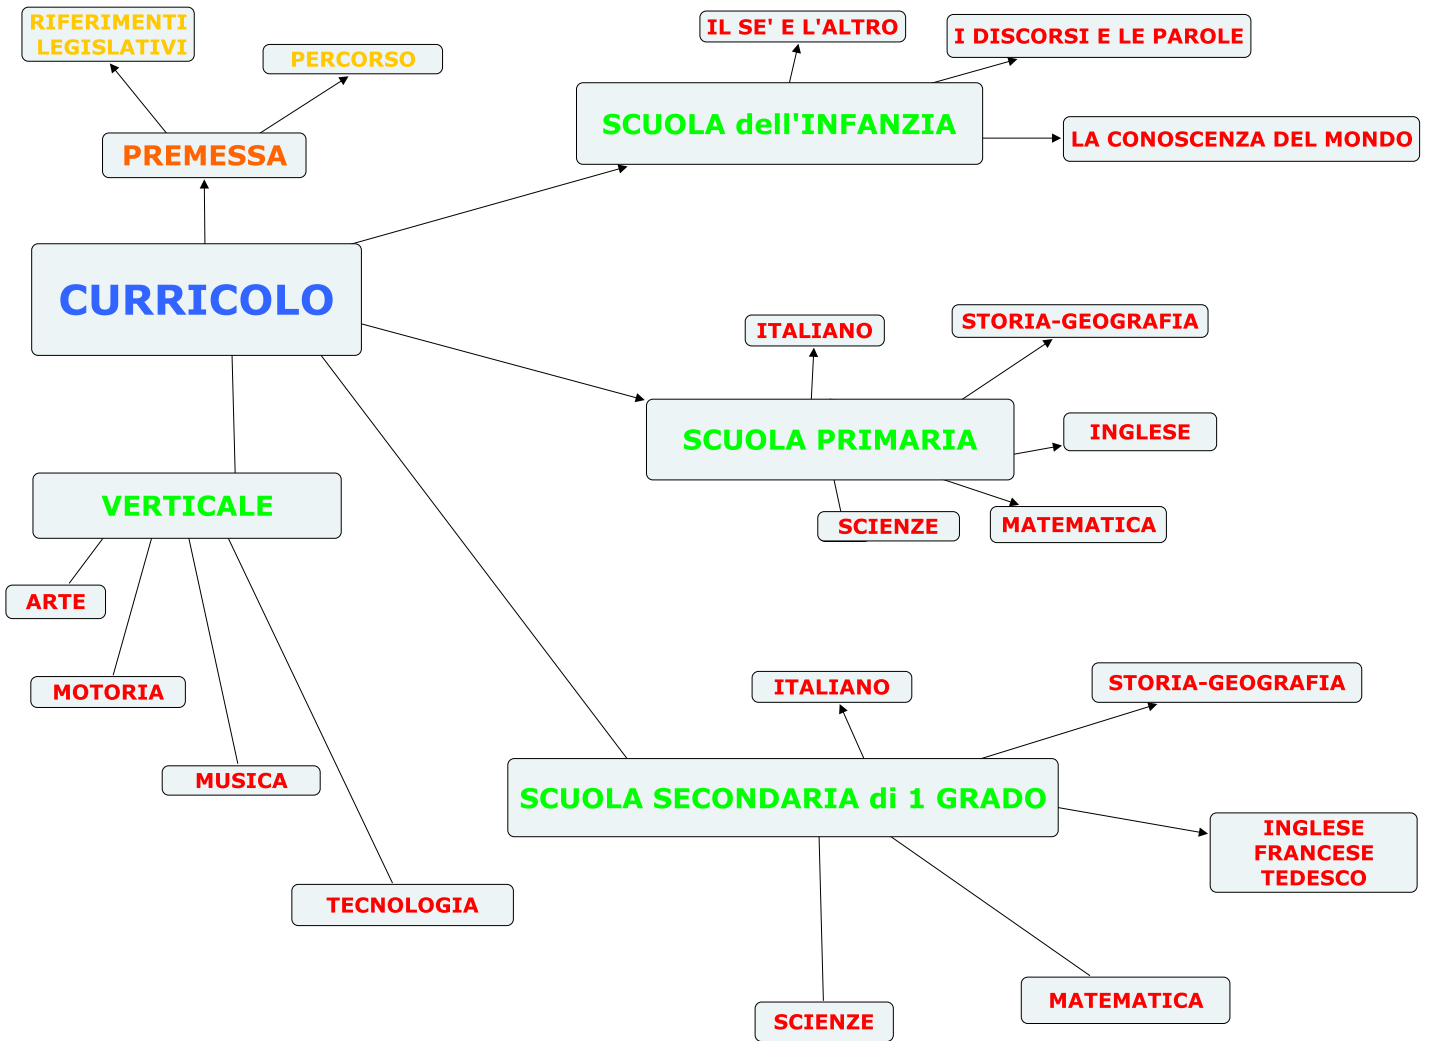 RIFERIMENTI
LEGISLATIVI
PERCORSO
PREMESSA
CURRICOLO
IL SE' E L'ALTRO
I DISCORSI E LE PAROLE
SCUOLA dell'INFANZIA
LA CONOSCENZA DEL MONDO
ITALIANO
STORIA-GEOGRAFIA
SCUOLA PRIMARIA
INGLESE
SCIENZE
MATEMATICA
VERTICALE
ARTE
MOTORIA
MUSICA
TECNOLOGIA
ITALIANO
STORIA-GEOGRAFIA
SCUOLA SECONDARIA di 1 GRADO
INGLESE
FRANCESE
TEDESCO
MATEMATICA
SCIENZE